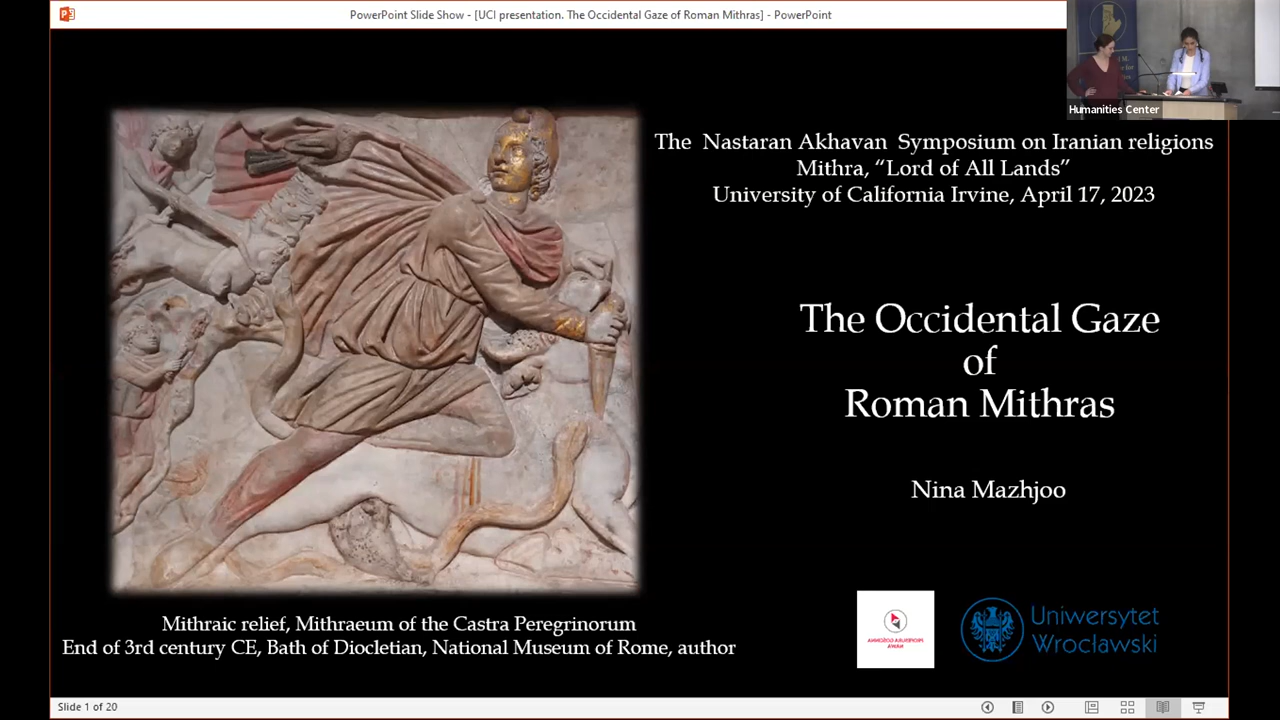 PowerPoint Slide Show - [UCI presentation. The Occidental Gaze of Roman Mithras] - PowerPoint
Humanities Center
The Nastaran Akhavan Symposium on Iranian religions
Mithra, “Lord of All Lands”
University of California Irvine, April 17, 2023
The Occidental Gaze
of
Roman Mithras
Nina Mazhjoo
Mithraic relief, Mithraeum of the Castra Peregrinorum
End of 3rd century CE, Bath of Diocletian, National Museum of Rome, author
Uniwersytet
Wrocławski
Slide 1 of 20